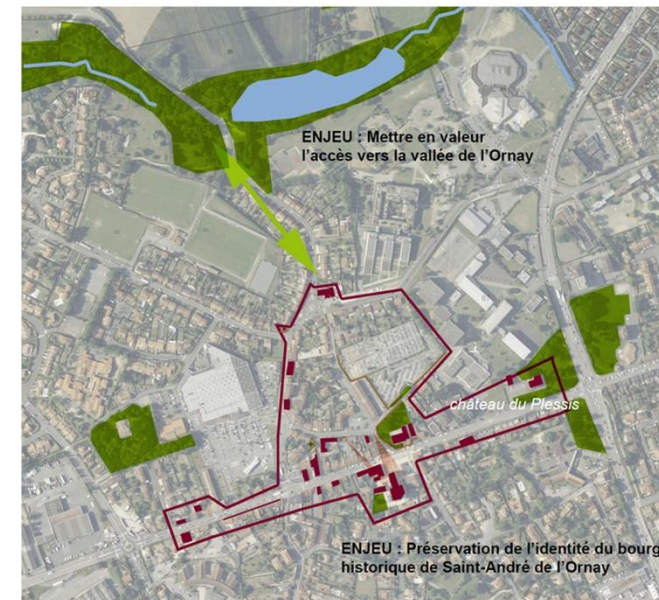 ENJEU : Mettre en valeur
l'accès vers la vallée de l'Ornay
château du Plessis
ENJEU : Préservation de l'identité du bourg
historique de Saint-André de l'Ornay